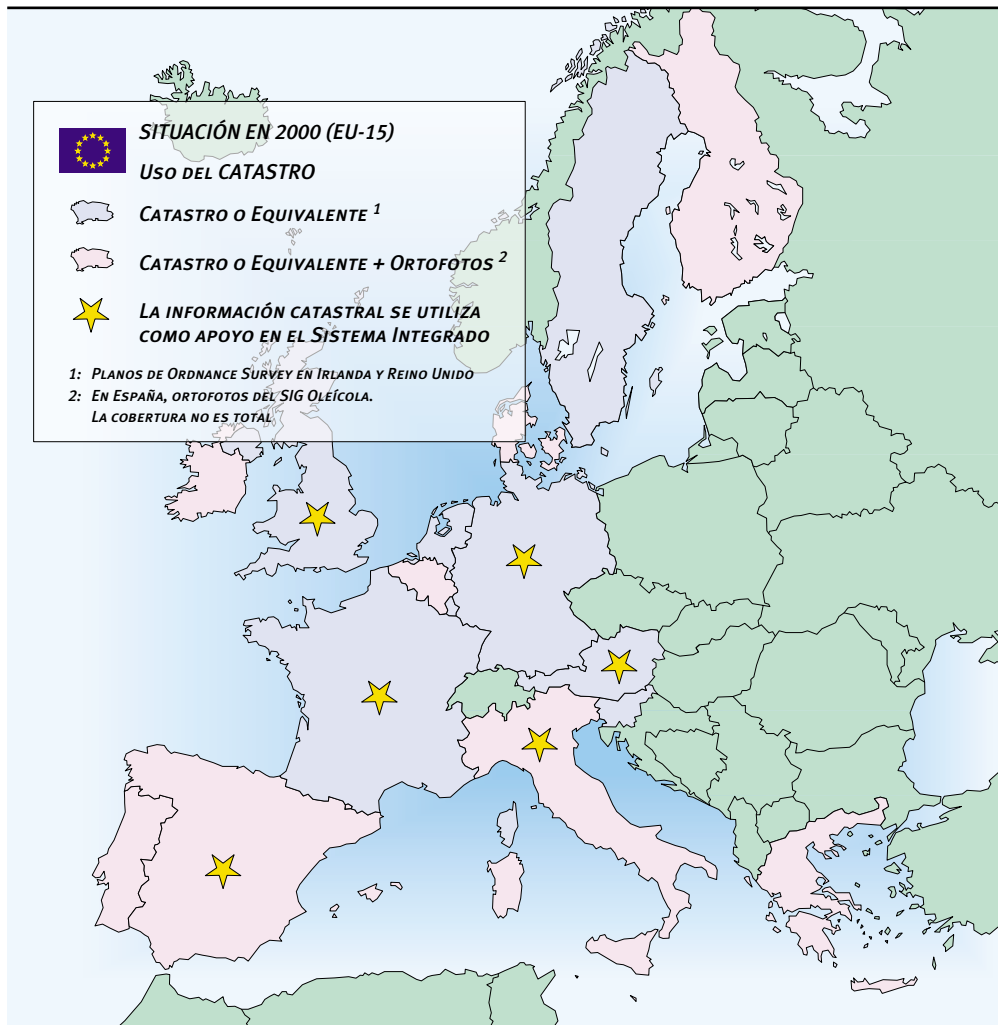 SITUACIÓN EN 2000 (EU-15)
USO DEL CATASTRO
CATASTRO O EQUIVALENTE 1
CATASTRO O EQUIVALENTE + ORTOFOTOS 2
LA INFORMACIÓN CATASTRAL SE UTILIZA
COMO APOYO EN EL SISTEMA INTEGRADO
1: PLANOS DE ORDNANCE SURVEY EN IRLANDA Y REINO UNIDO
2: EN ESPAÑA, ORTOFOTOS DEL SIG OLEÍCOLA.
LA COBERTURA NO ES TOTAL